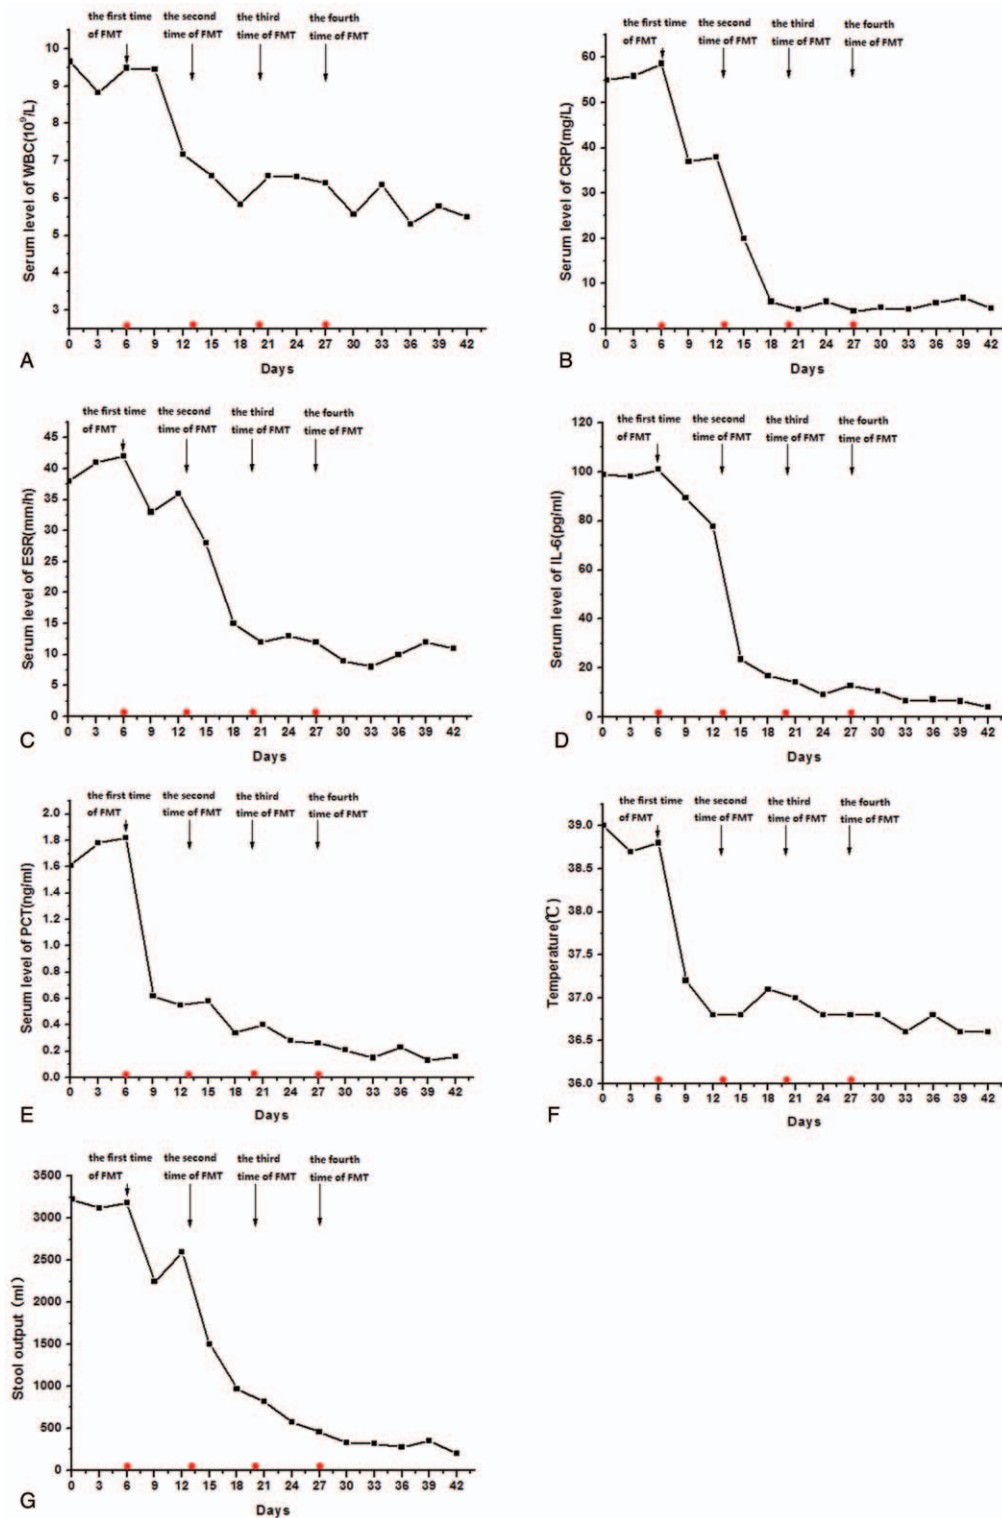 the first time the second the third the fourth
of FMT time of FMT time of FMT time of FMT
Serum level of WBC(10⁹/L)
10
9
8
7
6
5
4
3
0 3 6 9 12 15 18 21 24 27 30 33 36 39 42
Days
A
the first time the second the third the fourth
of FMT time of FMT time of FMT time of FMT
Serum level of CRP(mg/L)
60
50
40
30
20
10
0
0 3 6 9 12 15 18 21 24 27 30 33 36 39 42
Days
B
the first time the second the third the fourth
of FMT time of FMT time of FMT time of FMT
Serum level of ESR(mm/h)
45
40
35
30
25
20
15
10
5
0
0 3 6 9 12 15 18 21 24 27 30 33 36 39 42
Days
C
the first time the second the third the fourth
of FMT time of FMT time of FMT time of FMT
Serum level of IL-6(pg/ml)
120
100
80
60
40
20
0
0 3 6 9 12 15 18 21 24 27 30 33 36 39 42
Days
D
the first time the second the third the fourth
of FMT time of FMT time of FMT time of FMT
Serum level of PCT(ng/ml)
2.0
1.8
1.6
1.4
1.2
1.0
0.8
0.6
0.4
0.2
0.0
0 3 6 9 12 15 18 21 24 27 30 33 36 39 42
Days
E
the first time the second the third the fourth
of FMT time of FMT time of FMT time of FMT
Temperature(℃)
39.0
38.5
38.0
37.5
37.0
36.5
36.0
0 3 6 9 12 15 18 21 24 27 30 33 36 39 42
Days
F
the first time the second the third the fourth
of FMT time of FMT time of FMT time of FMT
Stool output（ml）
3500
3000
2500
2000
1500
1000
500
0
0 3 6 9 12 15 18 21 24 27 30 33 36 39 42
Days
G